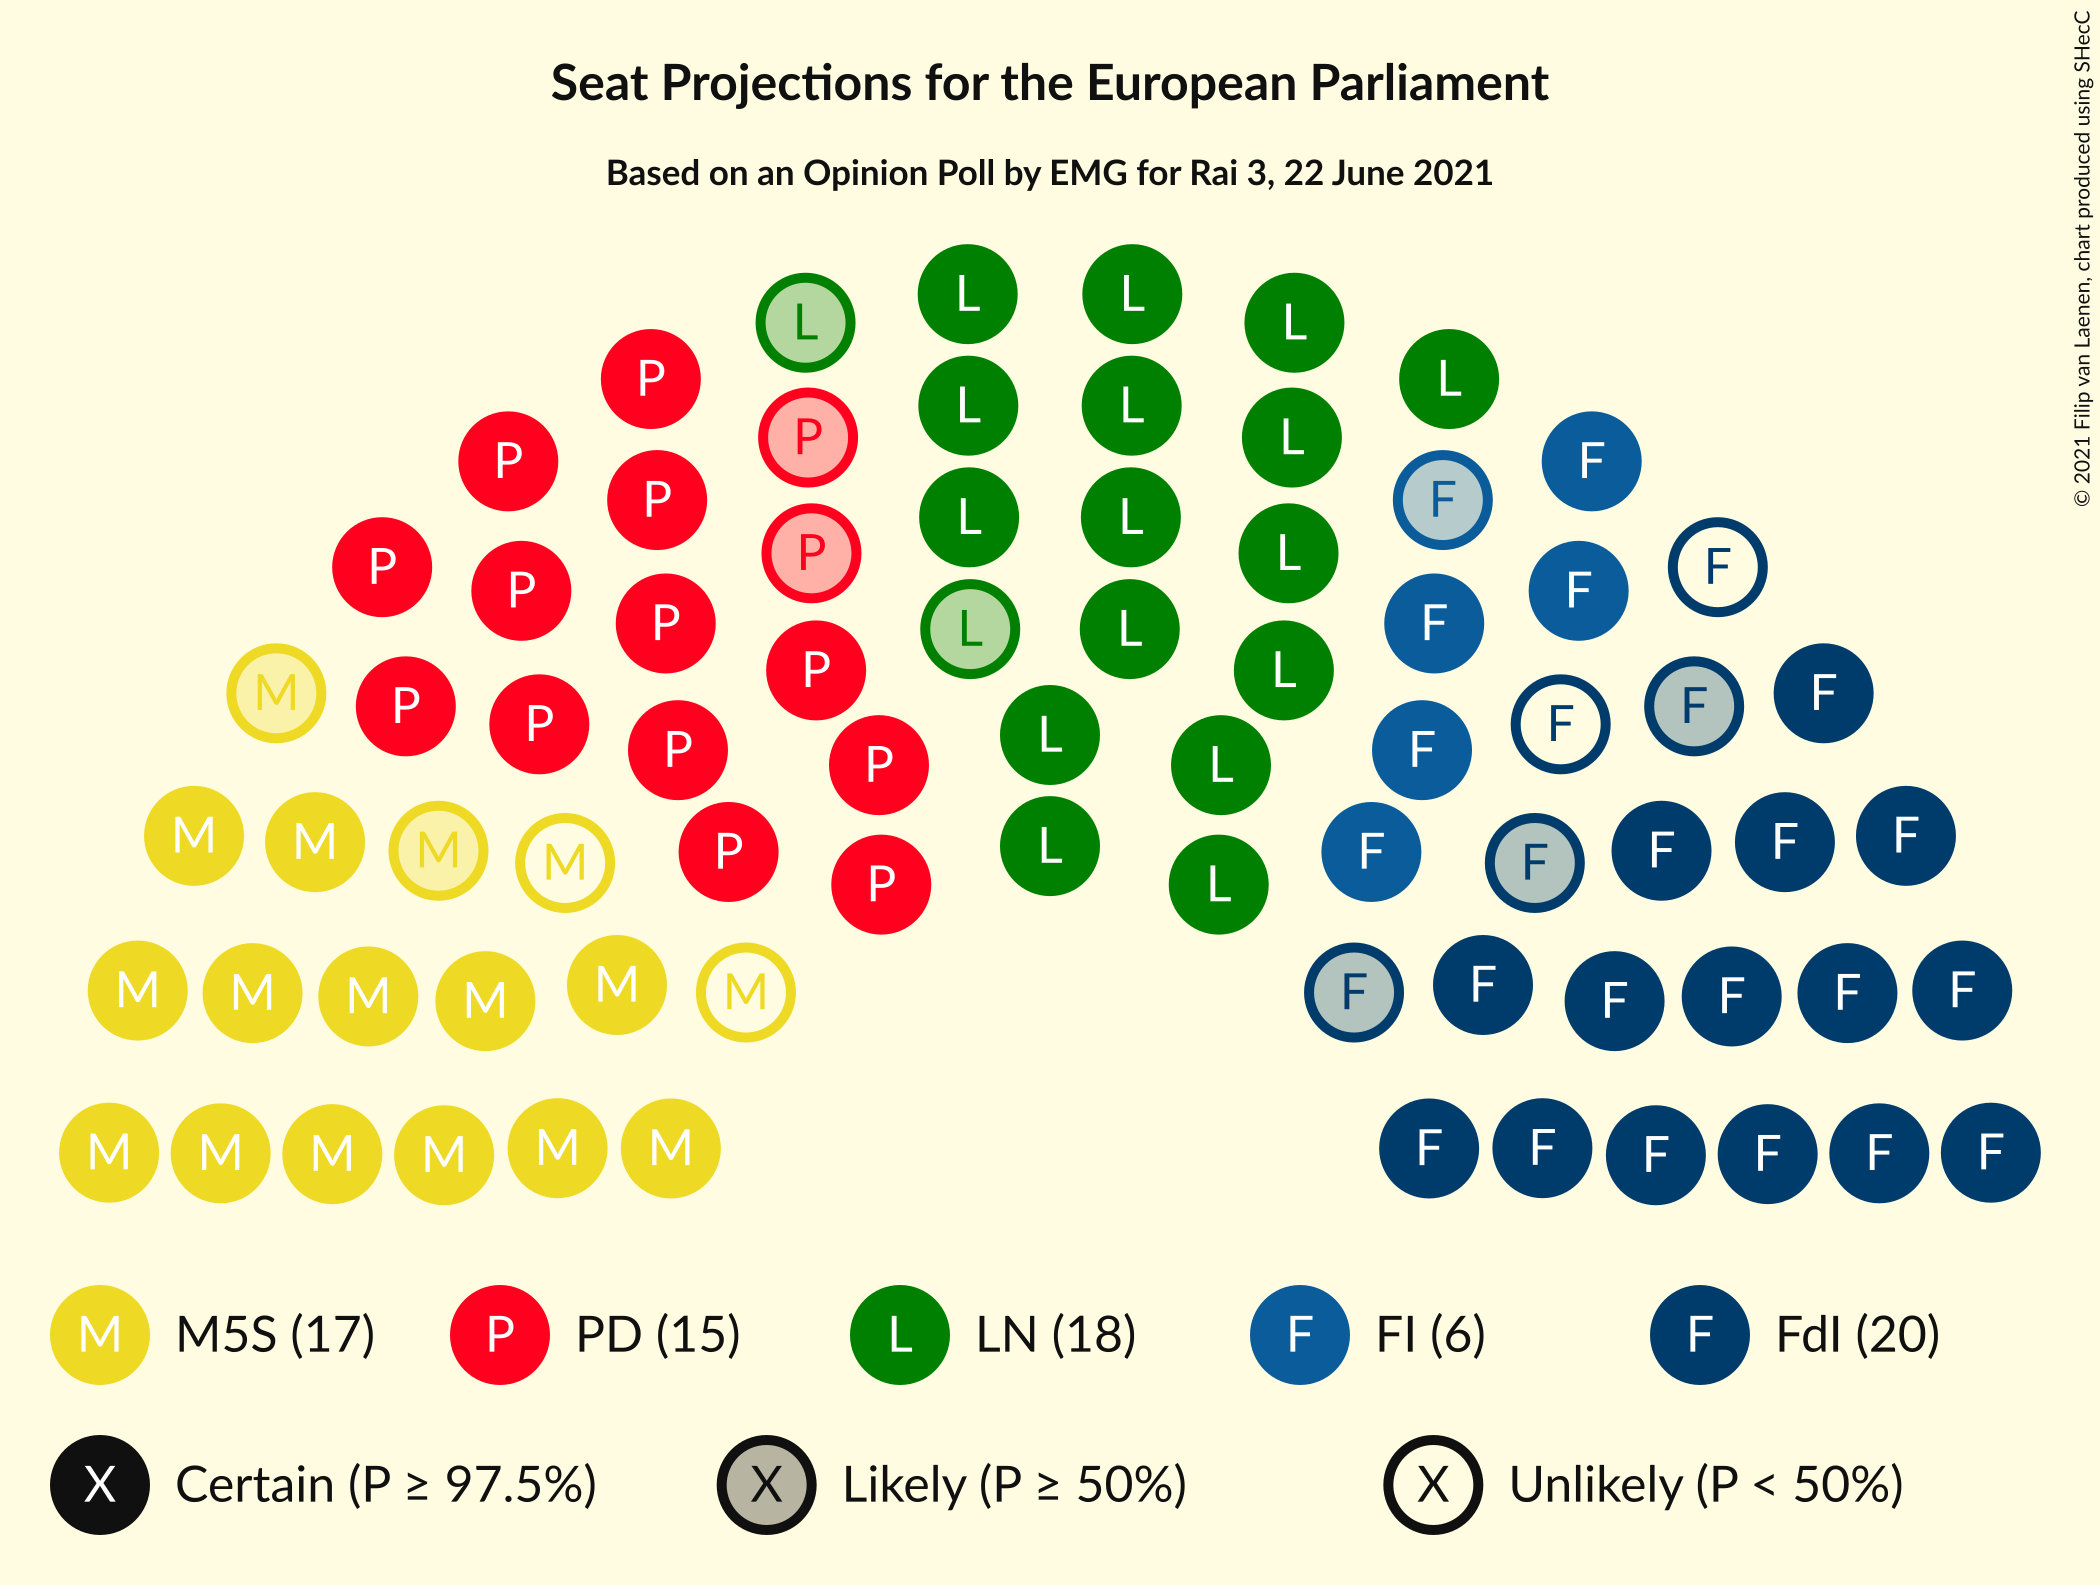 Seat Projections for the European Parliament
Based on an Opinion Poll by EMG for Rai 3, 22 June 2021
© 2021 Filip van Laenen, chart produced using SHecC
L L L L L
P L
P P L L L F F
P P P L L L F F F
M P P P P L L L F F F F F
M M M M P P P L L L L F F F F F F
M M M M M M F F F F F F
M M M M M M F F F F F F
M M5S (17) P PD (15) L LN (18) F FI (6) F FdI (20)
X Certain (P ≥ 97.5%) X Likely (P ≥ 50%) X Unlikely (P < 50%)